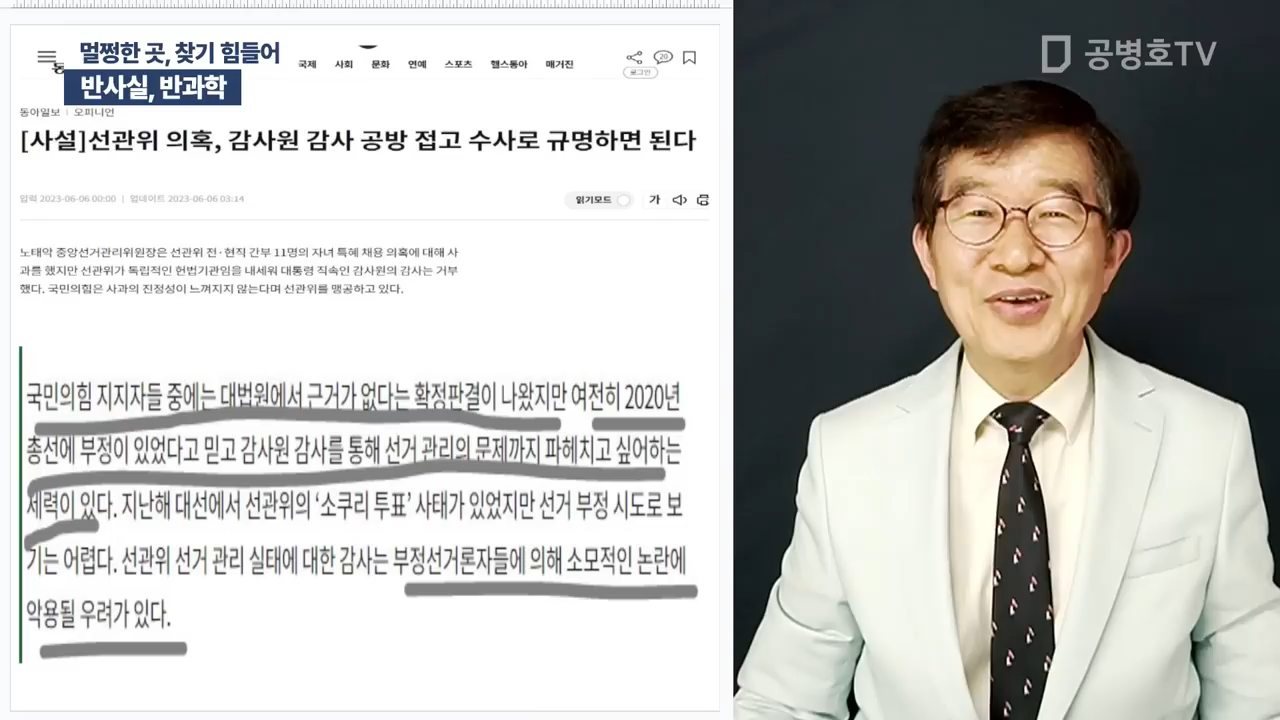 멀쩡한 곳, 찾기 힘들어
반사실, 반과학
국제 사회 문화 연예 스포츠 헬스동아 매거진
20
로그인
공병호TV
동아일보 | 오피니언
[사설]선관위 의혹, 감사원 감사 공방 접고 수사로 규명하면 된다
입력 2023-06-06 00:00 | 업데이트 2023-06-06 03:14
읽기모드 가
노태악 중앙선거관리위원장은 선관위 전·현직 간부 11명의 자녀 특혜 채용 의혹에 대해 사
과를 했지만 선관위가 독립적인 헌법기관임을 내세워 대통령 직속인 감사원의 감사는 거부
했다. 국민의힘은 사과의 진정성이 느껴지지 않는다며 선관위를 맹공하고 있다.
국민의힘 지지자들 중에는 대법원에서 근거가 없다는 확정판결이 나왔지만 여전히 2020년
총선에 부정이 있었다고 믿고 감사원 감사를 통해 선거 관리의 문제까지 파헤치고 싶어하는
세력이 있다. 지난해 대선에서 선관위의 ‘소쿠리 투표’ 사태가 있었지만 선거 부정 시도로 보
기는 어렵다. 선관위 선거 관리 실태에 대한 감사는 부정선거론자들에 의해 소모적인 논란에
악용될 우려가 있다.